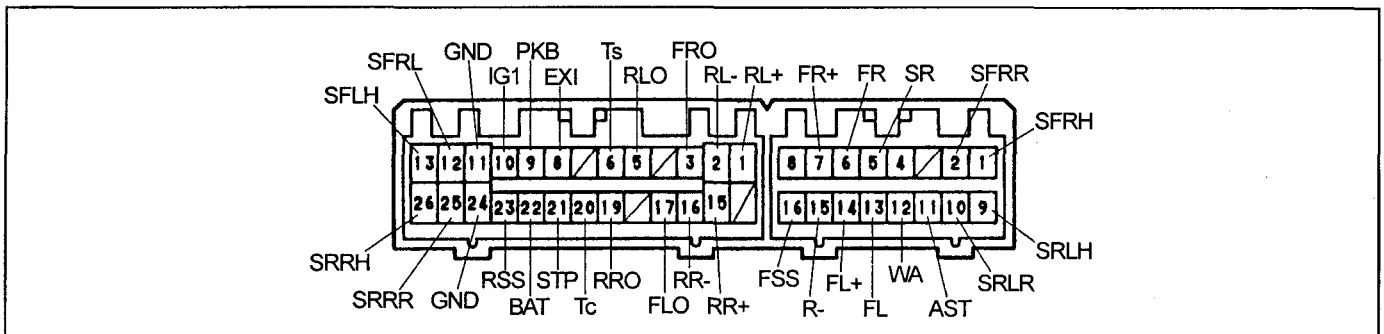 GND PKB Ts FRO
SFRL IG1 EXI RLO RL- RL+ FR+ FR SR SFRR
SFLH SFRH
13 12 11 10 9 8 6 5 3 2 1 8 7 6 5 4 2 1
26 25 24 23 22 21 20 19 17 16 15 16 15 14 13 12 11 10 9
SRRH RSS STP RRO RR- FSS FL+ WA SRLH
SRRR GND BAT Tc FLO RR+ R- FL AST SRLR